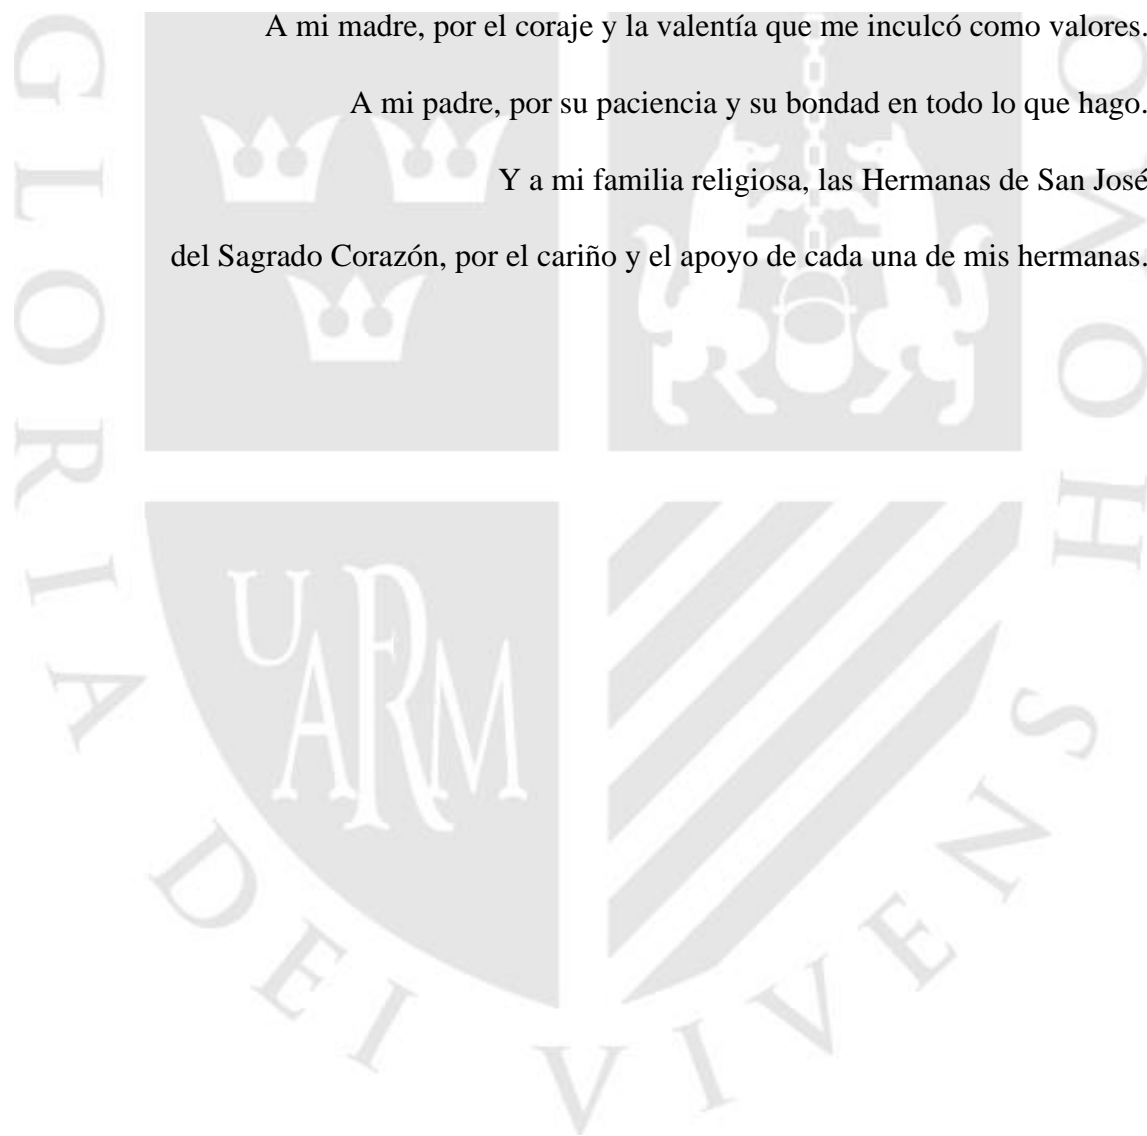 A mi madre, por el coraje y la valentía que me inculcó como valores.
A mi padre, por su paciencia y su bondad en todo lo que hago.
Y a mi familia religiosa, las Hermanas de San José
del Sagrado Corazón, por el cariño y el apoyo de cada una de mis hermanas.
GLORIA DEI VIVENS HOMO
UARM